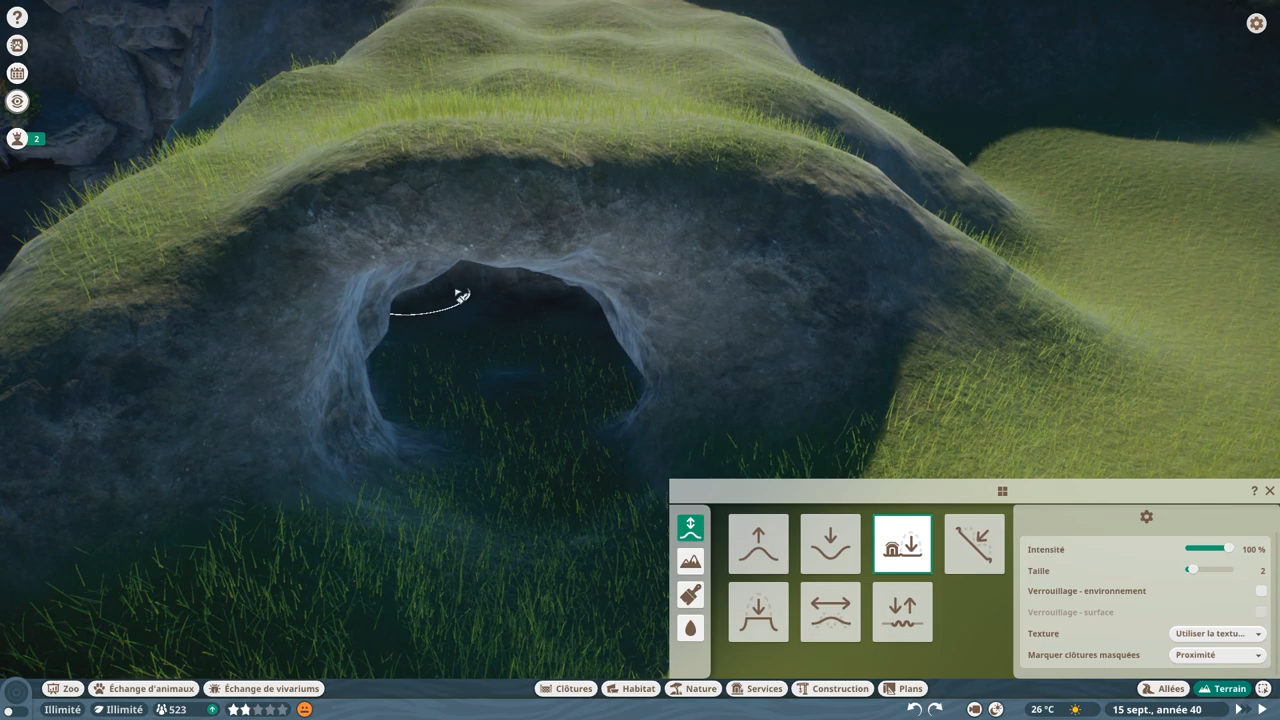 ?
2
? 
Intensité 100 %
Taille 2
Verrouillage - environnement
Verrouillage - surface
Texture Utiliser la textu...
Marquer clôtures masquées Proximité
Zoo Échange d'animaux Échange de vivariums Clôtures Habitat Nature Services Construction Plans Allées Terrain
Illimité Illimité 523 26 °C 15 sept., année 40